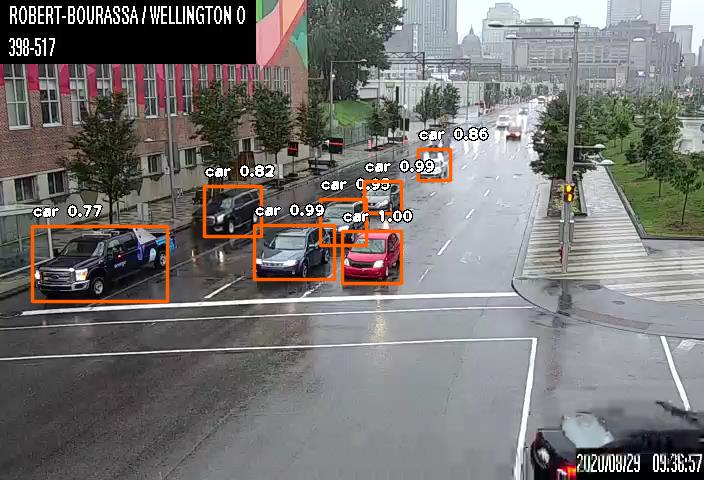 ROBERT-BOURASSA / WELLINGTON O
398-517
car 0.86
car 0.99
car 0.82
car 0.95
car 0.77
car 0.99
car 1.00
2020/08/29 09:36:57